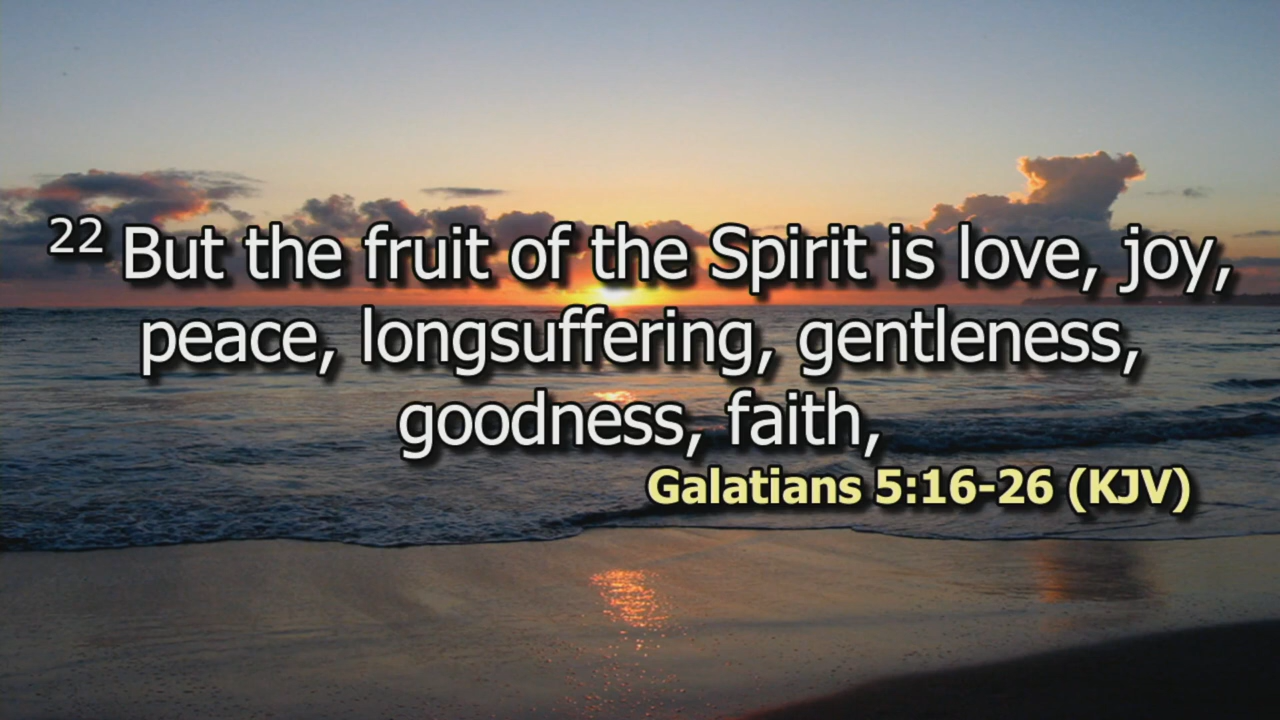 22 But the fruit of the Spirit is love, joy,
peace, longsuffering, gentleness,
goodness, faith,
Galatians 5:16-26 (KJV)